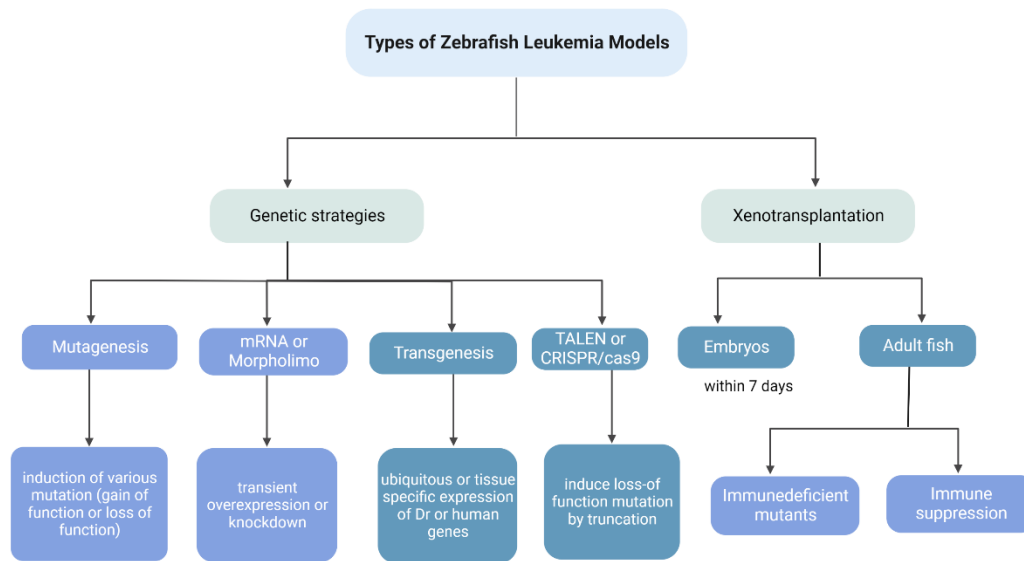 Types of Zebrafish Leukemia Models
Genetic strategies
Xenotransplantation
Mutagenesis
mRNA or
Morpholimo
Transgenesis
TALEN or
CRISPR/cas9
Embryos
Adult fish
within 7 days
induction of various
mutation (gain of
function or loss of
function)
transient
overexpression or
knockdown
ubiquitous or tissue
specific expression
of Dr or human
genes
induce loss-of
function mutation
by truncation
Immunedeficient
mutants
Immune
suppression